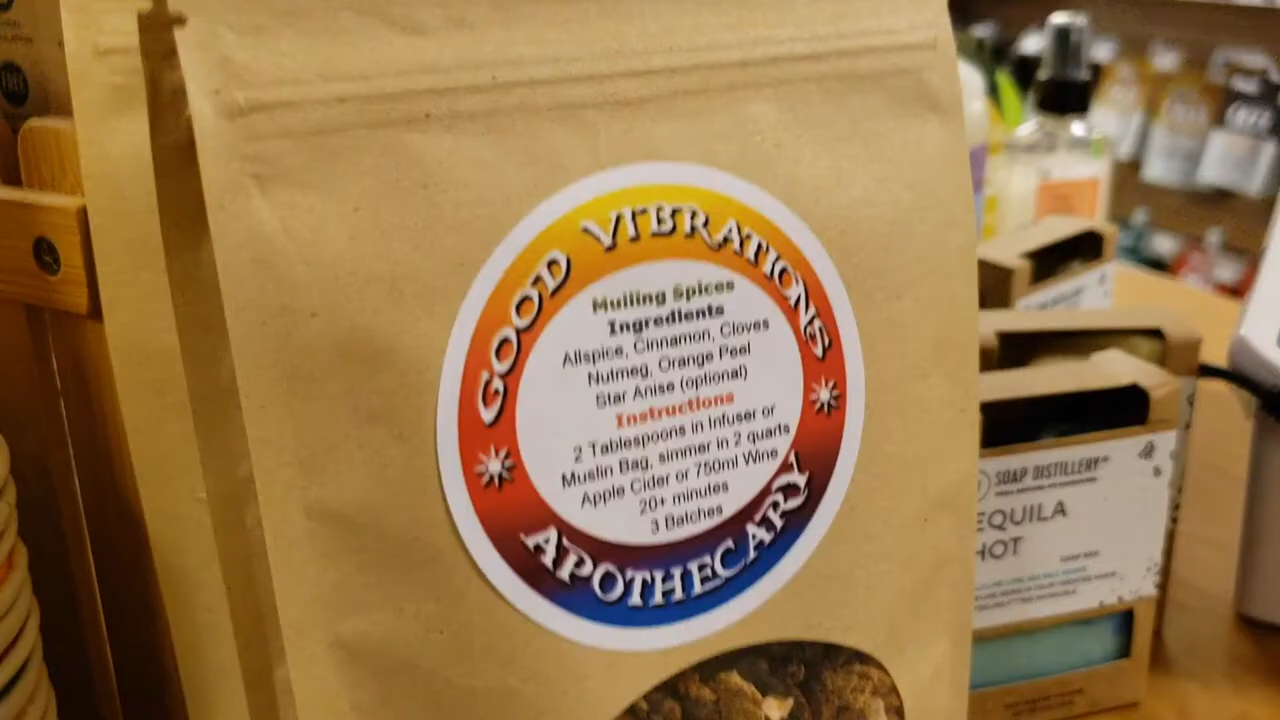 GOOD VIBRATIONS
Mulling Spices
Ingredients
Allspice, Cinnamon, Cloves
Nutmeg, Orange Peel
Star Anise (optional)
Instructions
2 Tablespoons in Infuser or
Muslin Bag, simmer in 2 quarts
Apple Cider or 750ml Wine
20+ minutes
3 Batches
APOTHECARY
FREE
SOAP DISTILLERY
EQUILA
HOT